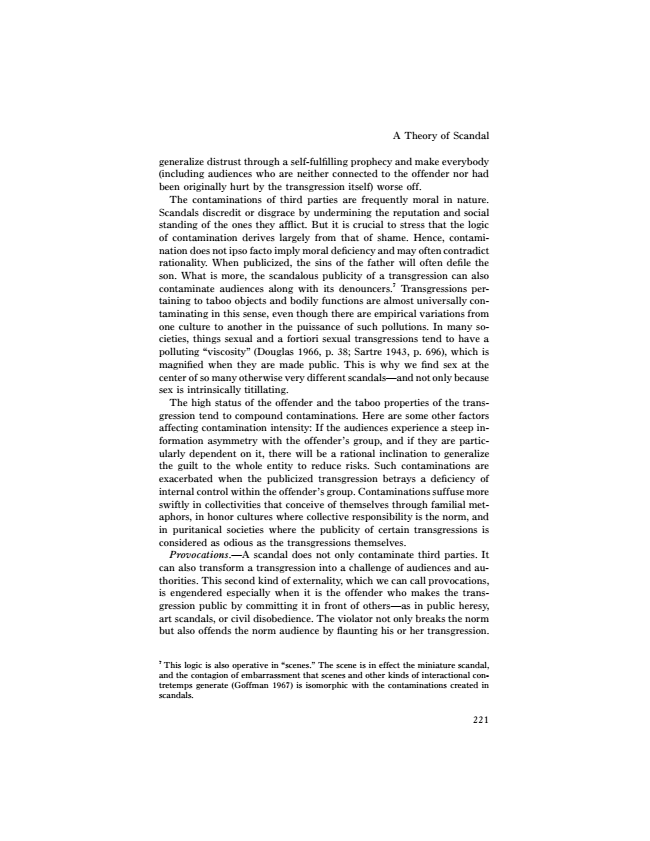 A Theory of Scandal
generalize distrust through a self-fulfilling prophecy and make everybody
(including audiences who are neither connected to the offender nor had
been originally hurt by the transgression itself) worse off.
The contaminations of third parties are frequently moral in nature.
Scandals discredit or disgrace by undermining the reputation and social
standing of the ones they afflict. But it is crucial to stress that the logic
of contamination derives largely from that of shame. Hence, contami-
nation does not ipso facto imply moral deficiency and may often contradict
rationality. When publicized, the sins of the father will often defile the
son. What is more, the scandalous publicity of a transgression can also
contaminate audiences along with its denouncers.⁷ Transgressions per-
taining to taboo objects and bodily functions are almost universally con-
taminating in this sense, even though there are empirical variations from
one culture to another in the puissance of such pollutions. In many so-
cieties, things sexual and a fortiori sexual transgressions tend to have a
polluting “viscosity” (Douglas 1966, p. 38; Sartre 1943, p. 696), which is
magnified when they are made public. This is why we find sex at the
center of so many otherwise very different scandals—and not only because
sex is intrinsically titillating.
The high status of the offender and the taboo properties of the trans-
gression tend to compound contaminations. Here are some other factors
affecting contamination intensity: If the audiences experience a steep in-
formation asymmetry with the offender’s group, and if they are partic-
ularly dependent on it, there will be a rational inclination to generalize
the guilt to the whole entity to reduce risks. Such contaminations are
exacerbated when the publicized transgression betrays a deficiency of
internal control within the offender’s group. Contaminations suffuse more
swiftly in collectivities that conceive of themselves through familial met-
aphors, in honor cultures where collective responsibility is the norm, and
in puritanical societies where the publicity of certain transgressions is
considered as odious as the transgressions themselves.
Provocations.—A scandal does not only contaminate third parties. It
can also transform a transgression into a challenge of audiences and au-
thorities. This second kind of externality, which we can call provocations,
is engendered especially when it is the offender who makes the trans-
gression public by committing it in front of others—as in public heresy,
art scandals, or civil disobedience. The violator not only breaks the norm
but also offends the norm audience by flaunting his or her transgression.
⁷ This logic is also operative in “scenes.” The scene is in effect the miniature scandal,
and the contagion of embarrassment that scenes and other kinds of interactional con-
tretemps generate (Goffman 1967) is isomorphic with the contaminations created in
scandals.
221